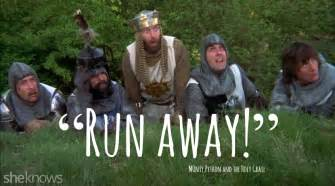 “RUN AWAY!”
MONTY PYTHON AND THE HOLY GRAIL
sheknows